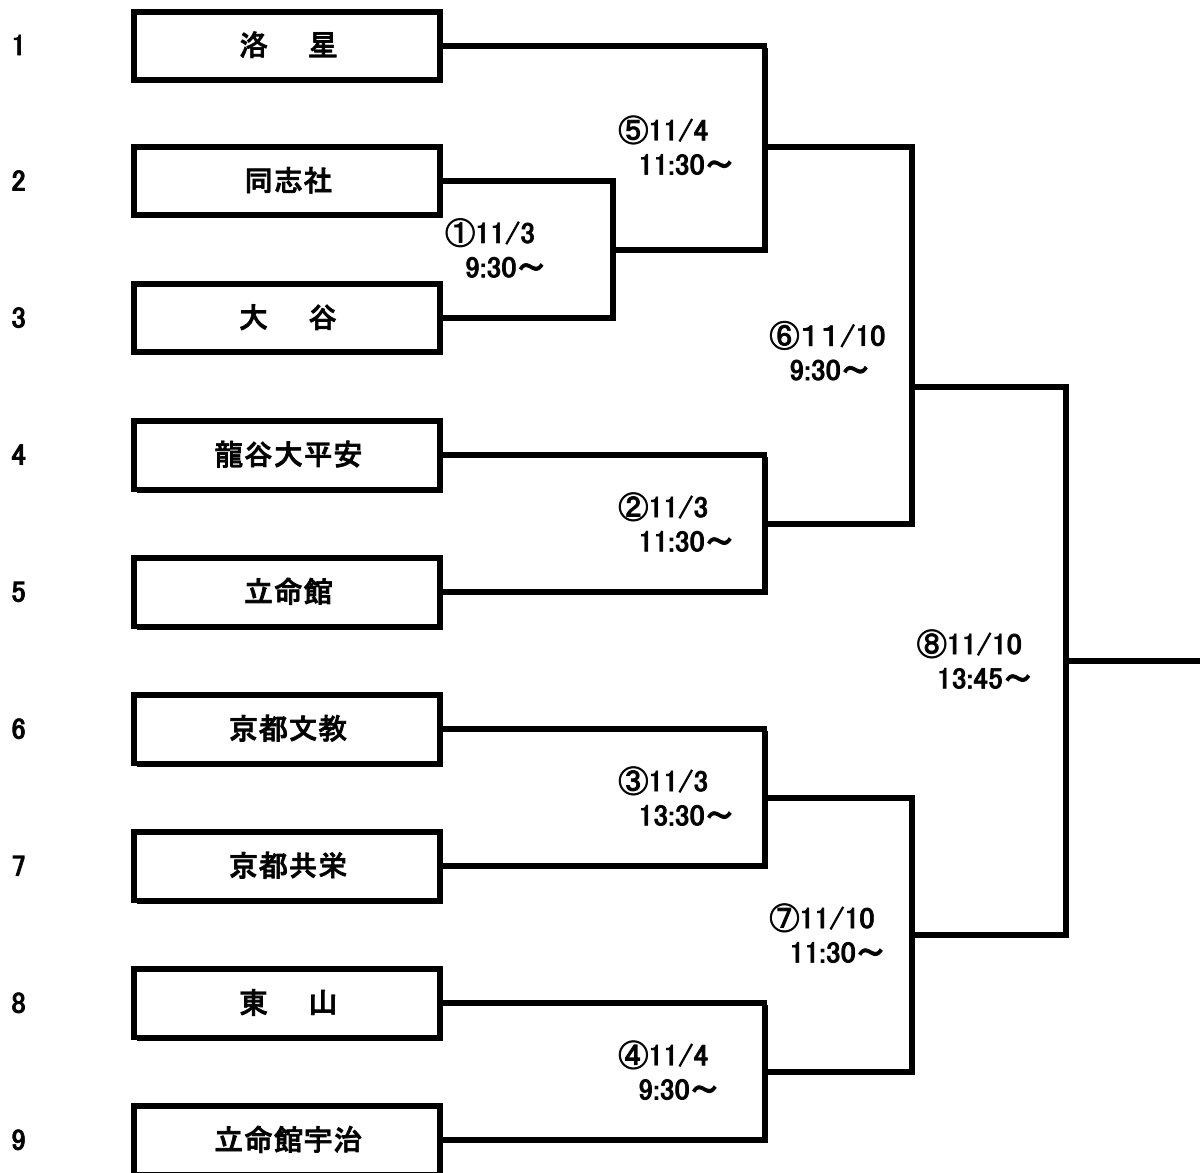 1
洛 星
⑤11/4
11:30～
2
同志社
①11/3
9:30～
3
大 谷
⑥11/10
9:30～
4
龍谷大平安
②11/3
11:30～
5
立命館
⑧11/10
13:45～
6
京都文教
③11/3
13:30～
7
京都共栄
⑦11/10
11:30～
8
東 山
④11/4
9:30～
9
立命館宇治